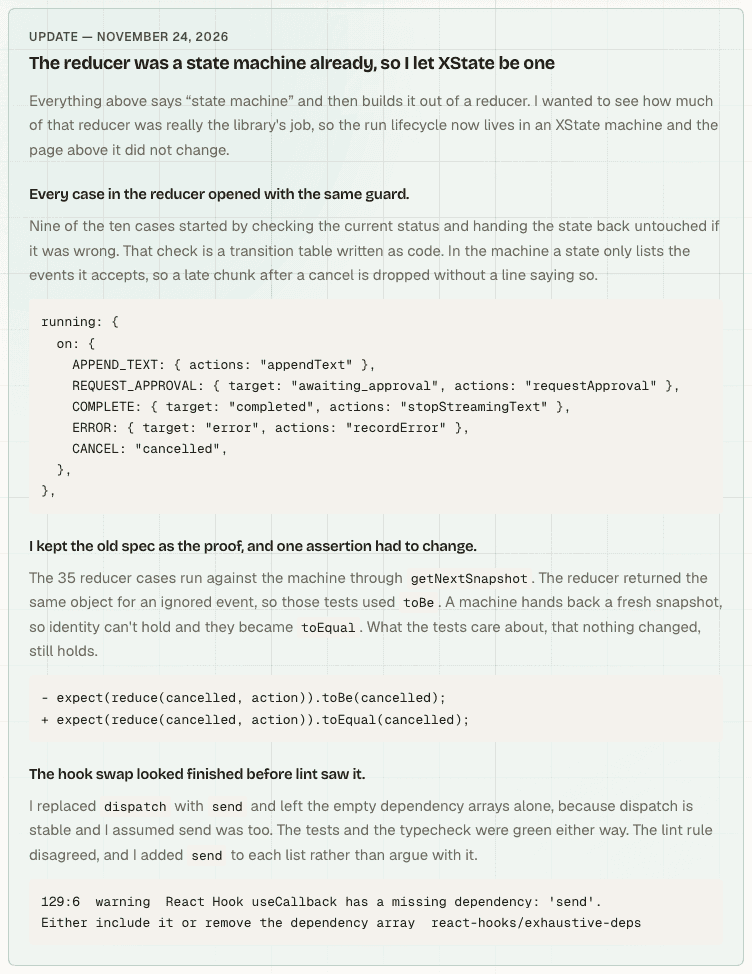 UPDATE — NOVEMBER 24, 2026
The reducer was a state machine already, so I let XState be one
Everything above says “state machine” and then builds it out of a reducer. I wanted to see how much
of that reducer was really the library's job, so the run lifecycle now lives in an XState machine and the
page above it did not change.
Every case in the reducer opened with the same guard.
Nine of the ten cases started by checking the current status and handing the state back untouched if
it was wrong. That check is a transition table written as code. In the machine a state only lists the
events it accepts, so a late chunk after a cancel is dropped without a line saying so.
running: {
  on: {
    APPEND_TEXT: { actions: "appendText" },
    REQUEST_APPROVAL: { target: "awaiting_approval", actions: "requestApproval" },
    COMPLETE: { target: "completed", actions: "stopStreamingText" },
    ERROR: { target: "error", actions: "recordError" },
    CANCEL: "cancelled",
  },
},
I kept the old spec as the proof, and one assertion had to change.
The 35 reducer cases run against the machine through getNextSnapshot. The reducer returned the
same object for an ignored event, so those tests used toBe. A machine hands back a fresh snapshot,
so identity can't hold and they became toEqual. What the tests care about, that nothing changed,
still holds.
- expect(reduce(cancelled, action)).toBe(cancelled);
+ expect(reduce(cancelled, action)).toEqual(cancelled);
The hook swap looked finished before lint saw it.
I replaced dispatch with send and left the empty dependency arrays alone, because dispatch is
stable and I assumed send was too. The tests and the typecheck were green either way. The lint rule
disagreed, and I added send to each list rather than argue with it.
129:6  warning  React Hook useCallback has a missing dependency: 'send'.
Either include it or remove the dependency array  react-hooks/exhaustive-deps